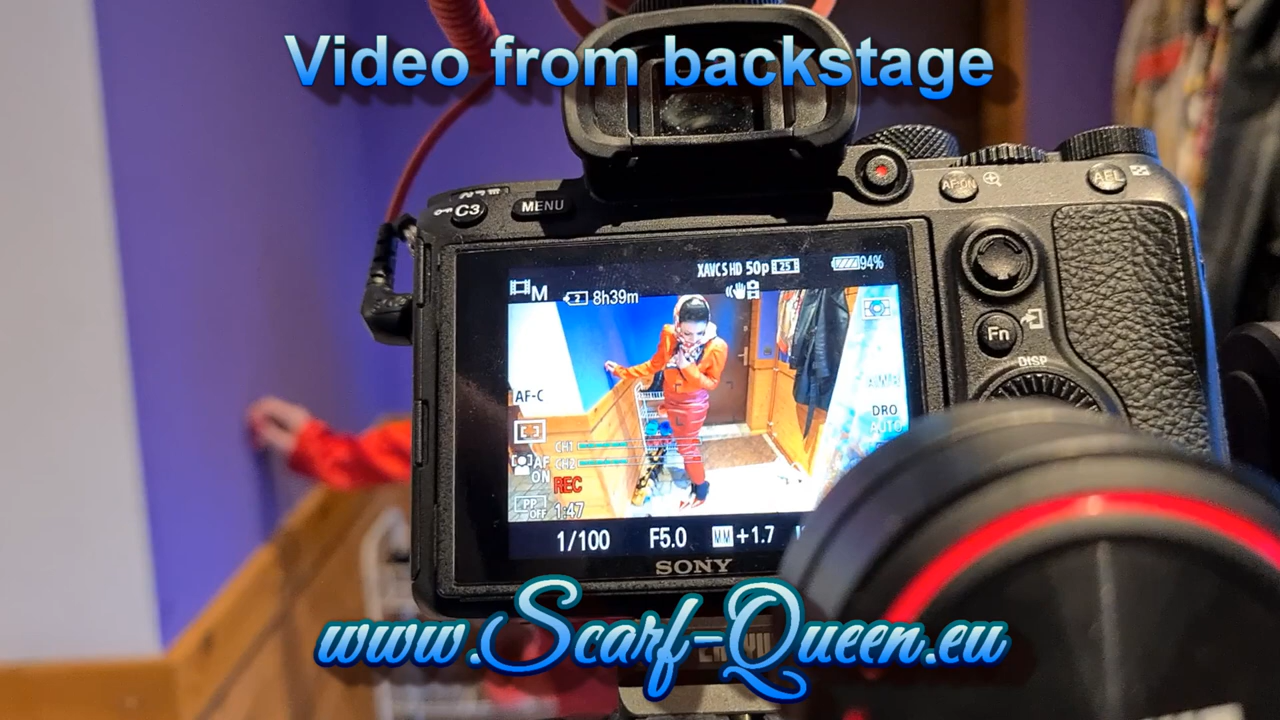 Video from backstage
C3 MENU
AF-ON AEL
XAVC S HD 50p 25 94%
M 2 8h39m
Fn
DISP
AF-C
DRO
AUTO
CH1
CH2
AF
ON
REC
PP
OFF 1:47
1/100 F5.0 MM +1.7
SONY
www.Scarf-Queen.eu